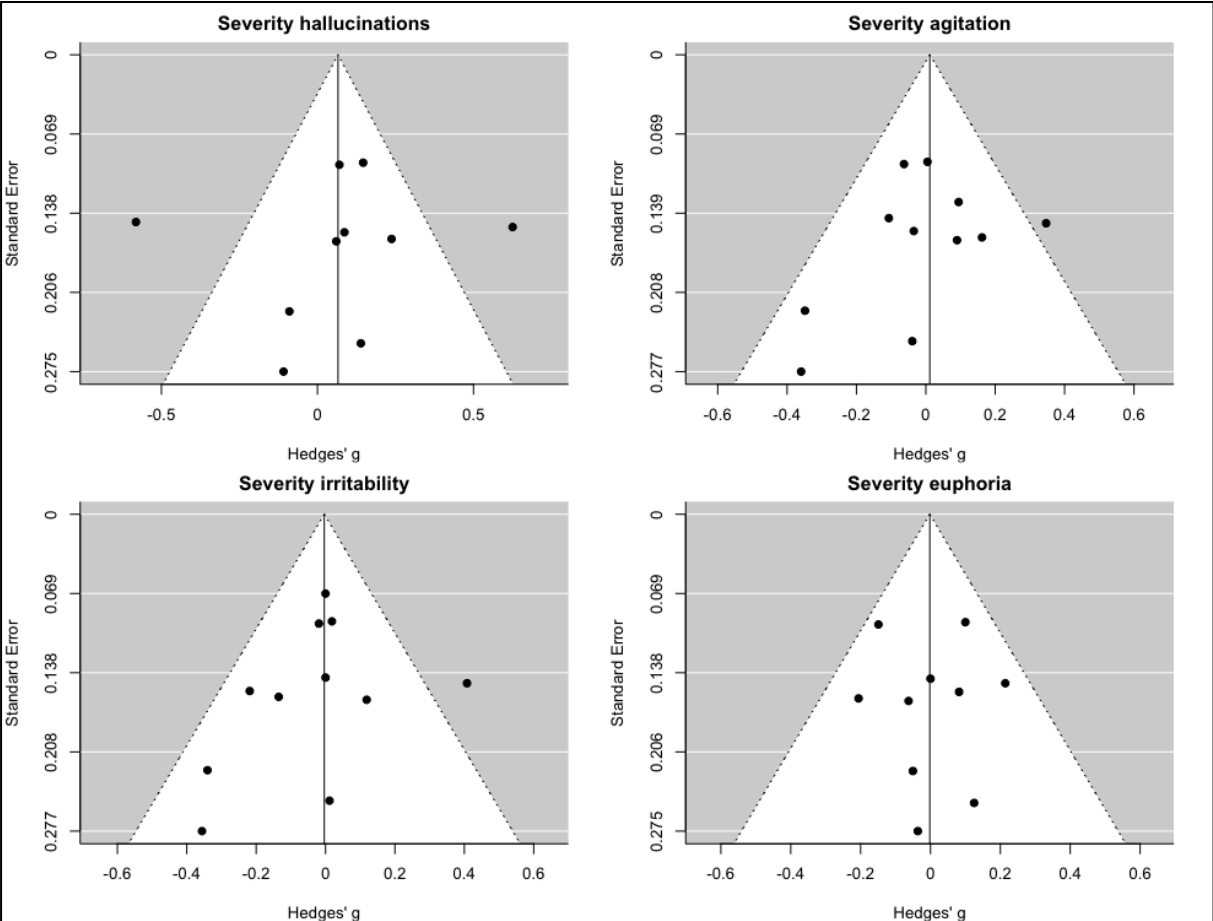 Severity hallucinations
Standard Error
0
0.069
0.138
0.206
0.275
-0.5 0 0.5
Hedges' g
Severity agitation
Standard Error
0
0.069
0.139
0.208
0.277
-0.6 -0.4 -0.2 0 0.2 0.4 0.6
Hedges' g
Severity irritability
Standard Error
0
0.069
0.138
0.208
0.277
-0.6 -0.4 -0.2 0 0.2 0.4 0.6
Hedges' g
Severity euphoria
Standard Error
0
0.069
0.138
0.206
0.275
-0.6 -0.4 -0.2 0 0.2 0.4 0.6
Hedges' g